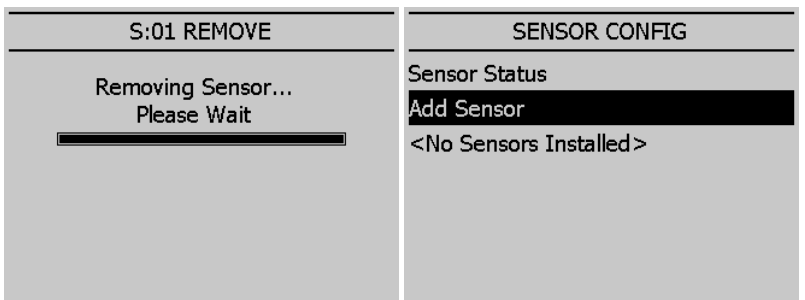 S:01 REMOVE
Removing Sensor...
Please Wait
SENSOR CONFIG
Sensor Status
Add Sensor
<No Sensors Installed>